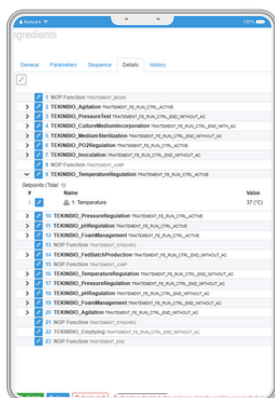 Network
100%
ngredients
General Parameters Sequence Details History
1 NOP Function TRAITEMENT_BEGIN
2 TEKINBIO_Agitation TRAITEMENT_FE_RUN_CTRL_ACTIVE
3 TEKINBIO_PressureTest TRAITEMENT_FE_RUN_CTRL_END_WITHOUT_AC
4 TEKINBIO_CultureMediumIncorporation TRAITEMENT_FE_RUN_CTRL_END_WITH_AC
5 TEKINBIO_MediumSterilization TRAITEMENT_FE_RUN_CTRL_END_WITHOUT_AC
6 TEKINBIO_PO2Regulation TRAITEMENT_FE_RUN_CTRL_ACTIVE
7 TEKINBIO_Inoculation TRAITEMENT_FE_RUN_CTRL_END_WITHOUT_AC
8 NOP Function TRAITEMENT_JUMP
9 TEKINBIO_TemperatureRegulation TRAITEMENT_FE_RUN_CTRL_ACTIVE
Setpoints (Total: 1)
# Name Value
1: Temperature 37 (°C)
10 TEKINBIO_PressureRegulation TRAITEMENT_FE_RUN_CTRL_ACTIVE
11 TEKINBIO_pHRegulation TRAITEMENT_FE_RUN_CTRL_ACTIVE
12 TEKINBIO_FoamManagement TRAITEMENT_FE_RUN_CTRL_ACTIVE
13 NOP Function TRAITEMENT_SYNCHRO
14 TEKINBIO_FedBatchProduction TRAITEMENT_FE_RUN_CTRL_END_WITHOUT_AC
15 NOP Function TRAITEMENT_JUMP
16 TEKINBIO_TemperatureRegulation TRAITEMENT_FE_RUN_CTRL_END_WITHOUT_AC
17 TEKINBIO_PressureRegulation TRAITEMENT_FE_RUN_CTRL_END_WITHOUT_AC
18 TEKINBIO_pHRegulation TRAITEMENT_FE_RUN_CTRL_END_WITHOUT_AC
19 TEKINBIO_FoamManagement TRAITEMENT_FE_RUN_CTRL_END_WITHOUT_AC
20 TEKINBIO_Agitation TRAITEMENT_FE_RUN_CTRL_END_WITHOUT_AC
21 NOP Function TRAITEMENT_SYNCHRO
22 TEKINBIO_Emptying TRAITEMENT_FE_RUN_CTRL_END_WITHOUT_AC
23 NOP Function TRAITEMENT_END